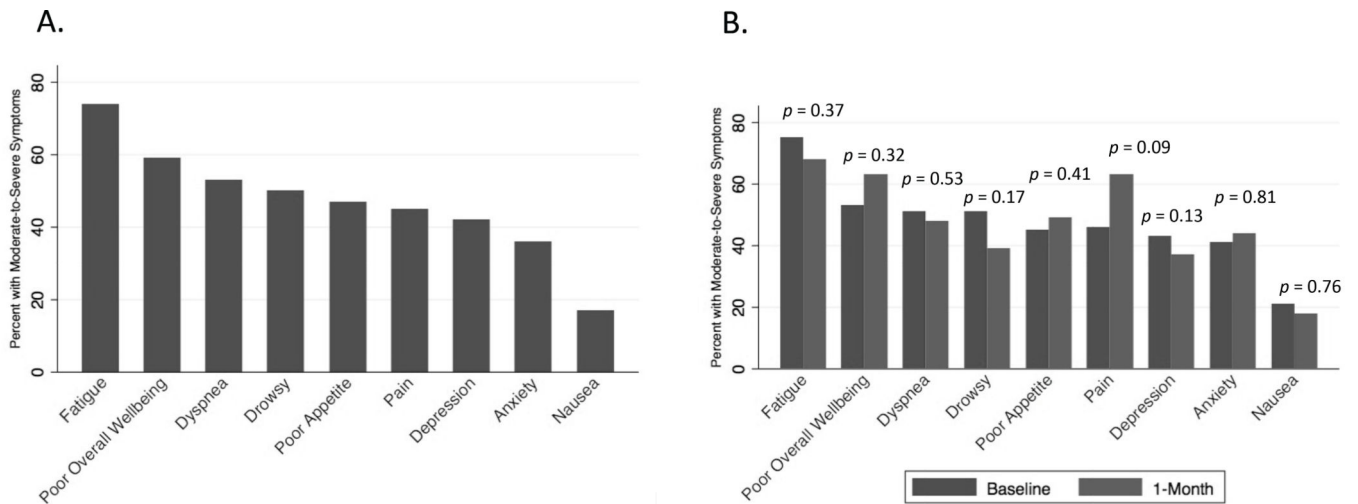 A.
Percent with Moderate-to-Severe Symptoms
80
60
40
20
0
Fatigue
Poor Overall Wellbeing
Dyspnea
Drowsy
Poor Appetite
Pain
Depression
Anxiety
Nausea
B.
Percent with Moderate-to-Severe Symptoms
80
60
40
20
0
p = 0.37
p = 0.32
p = 0.53
p = 0.17
p = 0.41
p = 0.09
p = 0.13
p = 0.81
p = 0.76
Fatigue
Poor Overall Wellbeing
Dyspnea
Drowsy
Poor Appetite
Pain
Depression
Anxiety
Nausea
Baseline
1-Month